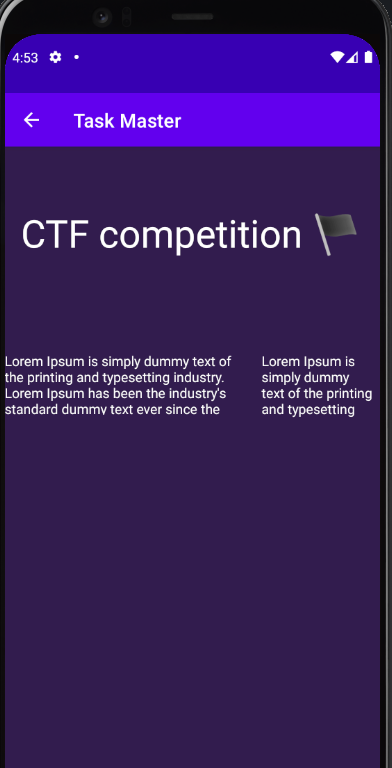 4:53
Task Master
CTF competition 🏴
Lorem Ipsum is simply dummy text of
the printing and typesetting industry.
Lorem Ipsum has been the industry's
standard dummy text ever since the
Lorem Ipsum is
simply dummy
text of the printing
and typesetting